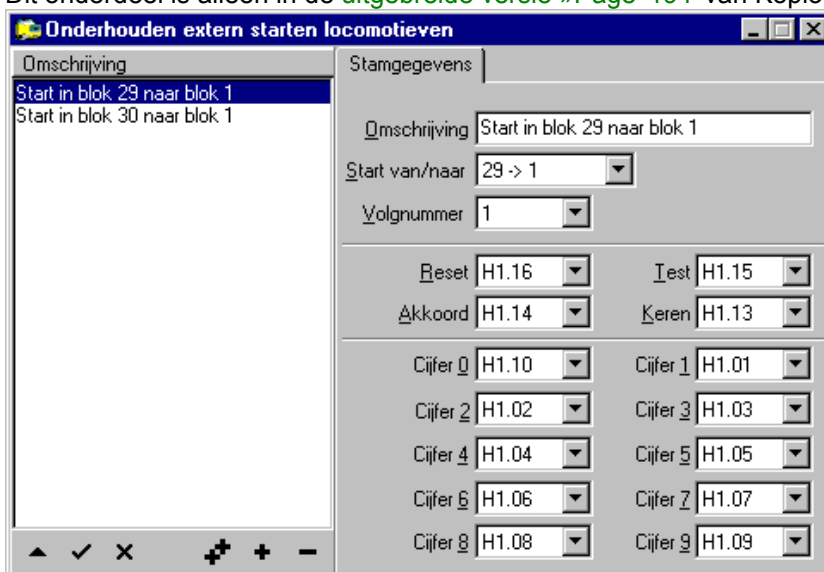 Dit onderdeel is alleen in de uitgebreide versie »Page 101 van Koploper
Onderhouden extern starten locomotieven
Omschrijving
Start in blok 29 naar blok 1
Start in blok 30 naar blok 1
Stamgegevens
Omschrijving Start in blok 29 naar blok 1
Start van/naar 29 -> 1
Volgnummer 1
Reset H1.16 Test H1.15
Akkoord H1.14 Keren H1.13
Cijfer 0 H1.10 Cijfer 1 H1.01
Cijfer 2 H1.02 Cijfer 3 H1.03
Cijfer 4 H1.04 Cijfer 5 H1.05
Cijfer 6 H1.06 Cijfer 7 H1.07
Cijfer 8 H1.08 Cijfer 9 H1.09